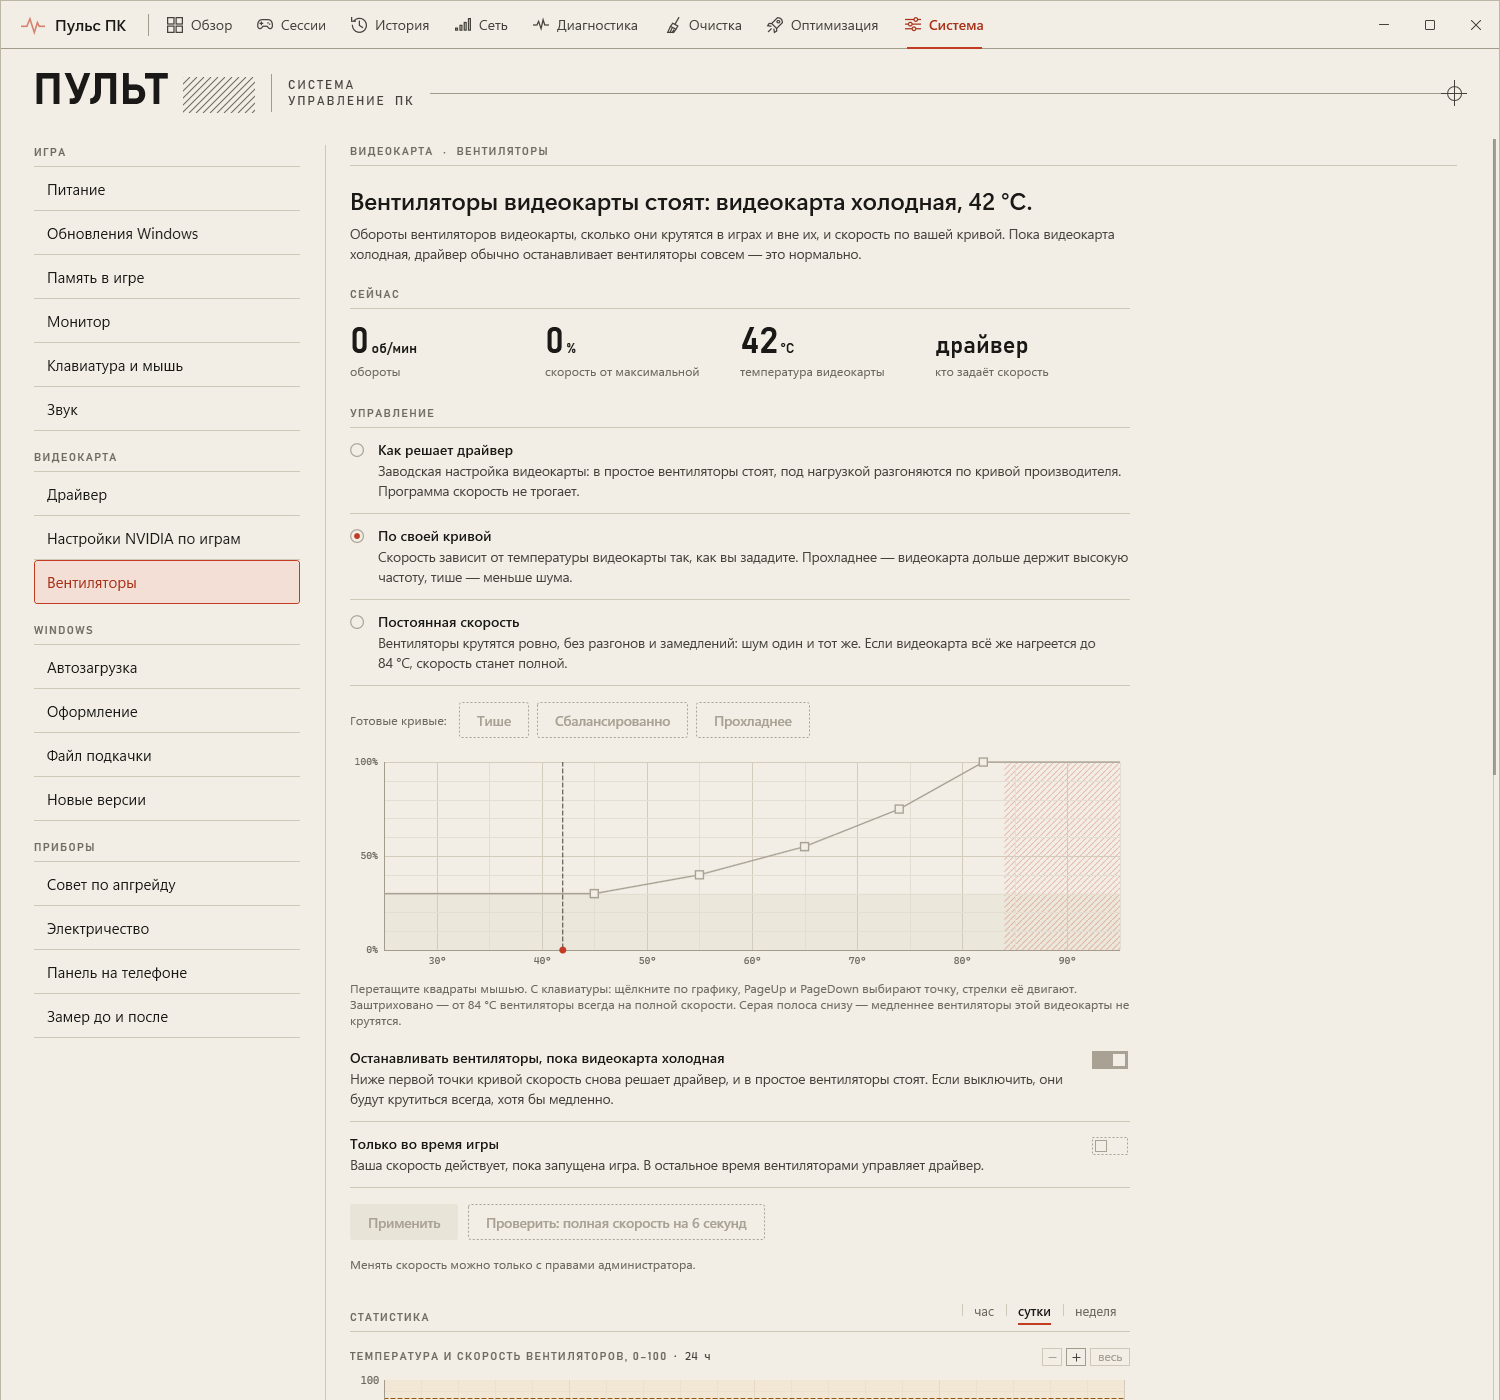 Пульс ПК
Обзор
Сессии
История
Сеть
Диагностика
Очистка
Оптимизация
Система
ПУЛЬТ
СИСТЕМА
УПРАВЛЕНИЕ ПК
ИГРА
Питание
Обновления Windows
Память в игре
Монитор
Клавиатура и мышь
Звук
ВИДЕОКАРТА
Драйвер
Настройки NVIDIA по играм
Вентиляторы
WINDOWS
Автозагрузка
Оформление
Файл подкачки
Новые версии
ПРИБОРЫ
Совет по апгрейду
Электричество
Панель на телефоне
Замер до и после
ВИДЕОКАРТА · ВЕНТИЛЯТОРЫ
Вентиляторы видеокарты стоят: видеокарта холодная, 42 °C.
Обороты вентиляторов видеокарты, сколько они крутятся в играх и вне их, и скорость по вашей кривой. Пока видеокарта
холодная, драйвер обычно останавливает вентиляторы совсем — это нормально.
СЕЙЧАС
0 об/мин
обороты
0 %
скорость от максимальной
42 °C
температура видеокарты
драйвер
кто задаёт скорость
УПРАВЛЕНИЕ
Как решает драйвер
Заводская настройка видеокарты: в простое вентиляторы стоят, под нагрузкой разгоняются по кривой производителя.
Программа скорость не трогает.
По своей кривой
Скорость зависит от температуры видеокарты так, как вы зададите. Прохладнее — видеокарта дольше держит высокую
частоту, тише — меньше шума.
Постоянная скорость
Вентиляторы крутятся ровно, без разгонов и замедлений: шум один и тот же. Если видеокарта всё же нагреется до
84 °C, скорость станет полной.
Готовые кривые:
Тише
Сбалансированно
Прохладнее
100%
50%
0%
30° 40° 50° 60° 70° 80° 90°
Перетащите квадраты мышью. С клавиатуры: щёлкните по графику, PageUp и PageDown выбирают точку, стрелки её двигают.
Заштриховано — от 84 °C вентиляторы всегда на полной скорости. Серая полоса снизу — медленнее вентиляторы этой видеокарты не
крутятся.
Останавливать вентиляторы, пока видеокарта холодная
Ниже первой точки кривой скорость снова решает драйвер, и в простое вентиляторы стоят. Если выключить, они
будут крутиться всегда, хотя бы медленно.
Только во время игры
Ваша скорость действует, пока запущена игра. В остальное время вентиляторами управляет драйвер.
Применить
Проверить: полная скорость на 6 секунд
Менять скорость можно только с правами администратора.
СТАТИСТИКА
час
сутки
неделя
ТЕМПЕРАТУРА И СКОРОСТЬ ВЕНТИЛЯТОРОВ, 0–100 · 24 ч
− + весь
100